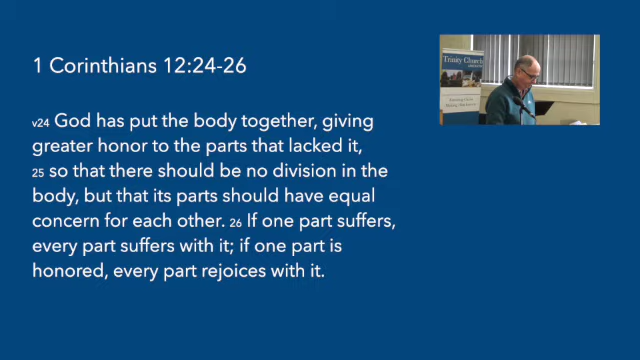 1 Corinthians 12:24-26
v24 God has put the body together, giving
greater honor to the parts that lacked it,
25 so that there should be no division in the
body, but that its parts should have equal
concern for each other. 26 If one part suffers,
every part suffers with it; if one part is
honored, every part rejoices with it.
Trinity Church